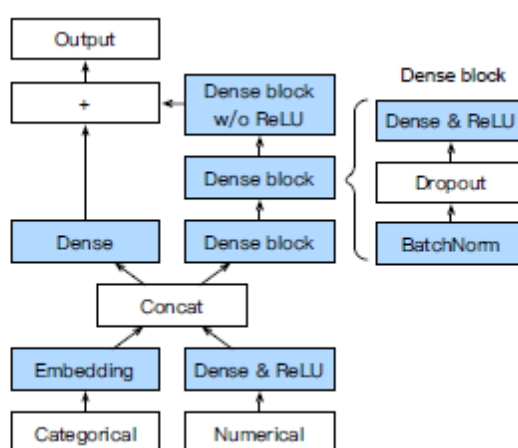 Output
+
Dense block
w/o ReLU
Dense block
Dense
Dense block
Concat
Embedding
Dense & ReLU
Categorical
Numerical
Dense block
Dense & ReLU
Dropout
BatchNorm